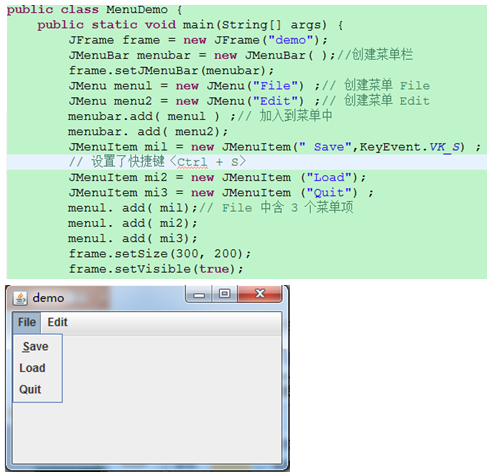 public class MenuDemo {
public static void main(String[] args) {
JFrame frame = new JFrame("demo");
JMenuBar menubar = new JMenuBar( );//创建菜单栏
frame.setJMenuBar(menubar);
JMenu menu1 = new JMenu("File") ;// 创建菜单 File
JMenu menu2 = new JMenu("Edit") ;// 创建菜单 Edit
menubar.add( menu1 ) ;// 加入到菜单中
menubar. add( menu2);
JMenuItem mi1 = new JMenuItem(" Save",KeyEvent.VK_S) ;
// 设置了快捷键 <Ctrl + S>
JMenuItem mi2 = new JMenuItem ("Load");
JMenuItem mi3 = new JMenuItem ("Quit") ;
menu1. add( mi1);// File 中含 3 个菜单项
menu1. add( mi2);
menu1. add( mi3);
frame.setSize(300, 200);
frame.setVisible(true);
demo
File Edit
Save
Load
Quit